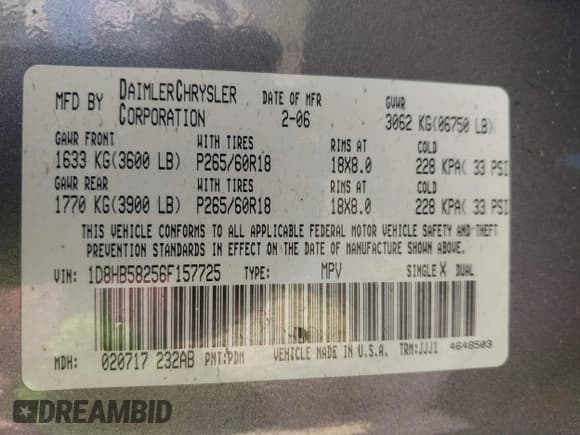 MFD BY DAIMLERCHRYSLER CORPORATION DATE OF MFR 2-06 GVWR 3062 KG(06750 LB)
GAWR FRONT WITH TIRES RIMS AT COLD
1633 KG(3600 LB) P265/60R18 18X8.0 228 KPA( 33 PSI
GAWR REAR WITH TIRES RIMS AT COLD
1770 KG(3900 LB) P265/60R18 18X8.0 228 KPA( 33 PSI
THIS VEHICLE CONFORMS TO ALL APPLICABLE FEDERAL MOTOR VEHICLE SAFETY AND THEFT
PREVENTION STANDARDS IN EFFECT ON THE DATE OF MANUFACTURE SHOWN ABOVE.
VIN: 1D8HB58256F157725 TYPE: MPV SINGLE X DUAL
MDH: 020717 232AB PNT:PDM VEHICLE MADE IN U.S.A. TRM:JJJ1 4648503
DREAMBID